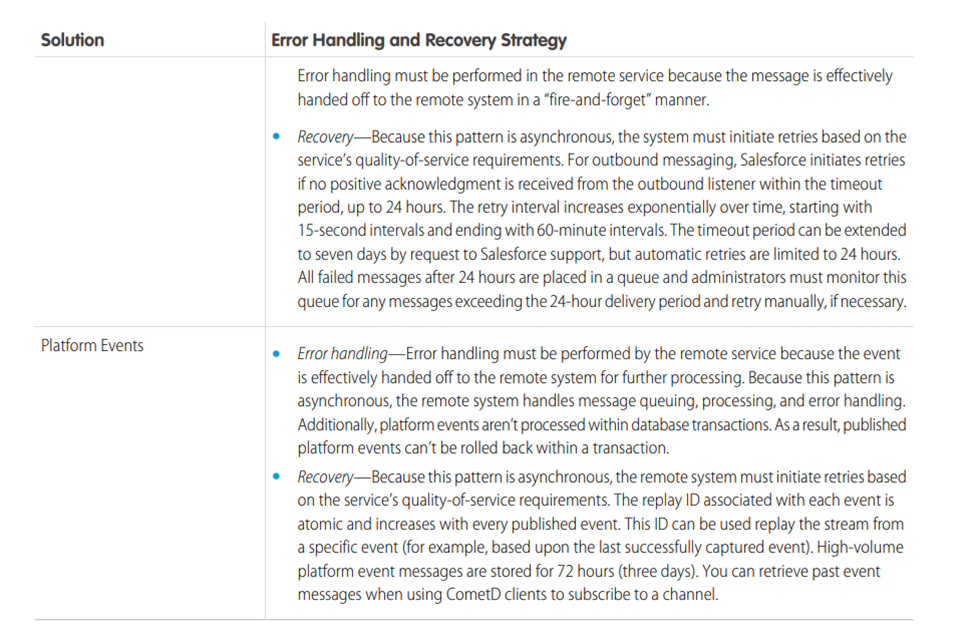 Solution
Error Handling and Recovery Strategy
Error handling must be performed in the remote service because the message is effectively
handed off to the remote system in a “fire-and-forget” manner.
• Recovery—Because this pattern is asynchronous, the system must initiate retries based on the
service’s quality-of-service requirements. For outbound messaging, Salesforce initiates retries
if no positive acknowledgment is received from the outbound listener within the timeout
period, up to 24 hours. The retry interval increases exponentially over time, starting with
15-second intervals and ending with 60-minute intervals. The timeout period can be extended
to seven days by request to Salesforce support, but automatic retries are limited to 24 hours.
All failed messages after 24 hours are placed in a queue and administrators must monitor this
queue for any messages exceeding the 24-hour delivery period and retry manually, if necessary.
Platform Events
• Error handling—Error handling must be performed by the remote service because the event
is effectively handed off to the remote system for further processing. Because this pattern is
asynchronous, the remote system handles message queuing, processing, and error handling.
Additionally, platform events aren’t processed within database transactions. As a result, published
platform events can’t be rolled back within a transaction.
• Recovery—Because this pattern is asynchronous, the remote system must initiate retries based
on the service’s quality-of-service requirements. The replay ID associated with each event is
atomic and increases with every published event. This ID can be used replay the stream from
a specific event (for example, based upon the last successfully captured event). High-volume
platform event messages are stored for 72 hours (three days). You can retrieve past event
messages when using CometD clients to subscribe to a channel.